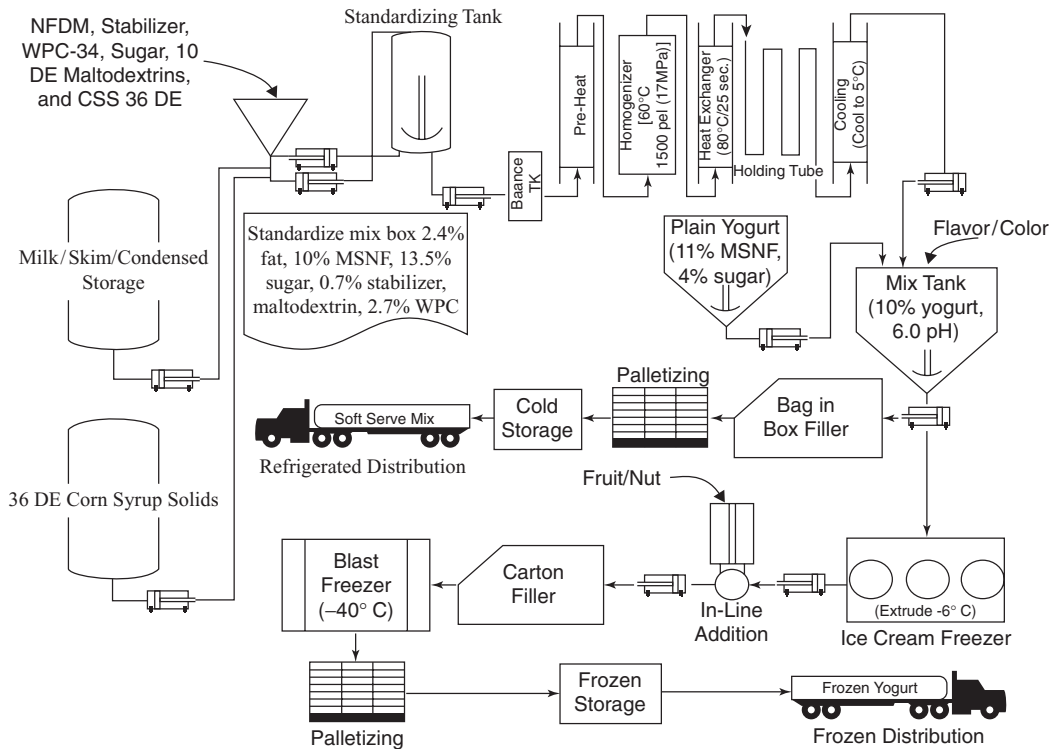 NFDM, Stabilizer,
WPC-34, Sugar, 10
DE Maltodextrins,
and CSS 36 DE
Standardizing Tank
Pre-Heat
Homogenizer
[60°C
1500 pel (17MPa)]
Heat Exchanger
(80°C/25 sec.)
Holding Tube
Cooling
(Cool to 5°C)
Baance
TK
Milk/Skim/Condensed
Storage
Standardize mix box 2.4%
fat, 10% MSNF, 13.5%
sugar, 0.7% stabilizer,
maltodextrin, 2.7% WPC
Plain Yogurt
(11% MSNF,
4% sugar)
Flavor/Color
Mix Tank
(10% yogurt,
6.0 pH)
Soft Serve Mix
Refrigerated Distribution
Cold
Storage
Palletizing
Bag in
Box Filler
36 DE Corn Syrup Solids
Fruit/Nut
Blast
Freezer
(–40° C)
Carton
Filler
In-Line
Addition
(Extrude -6° C)
Ice Cream Freezer
Palletizing
Frozen
Storage
Frozen Yogurt
Frozen Distribution